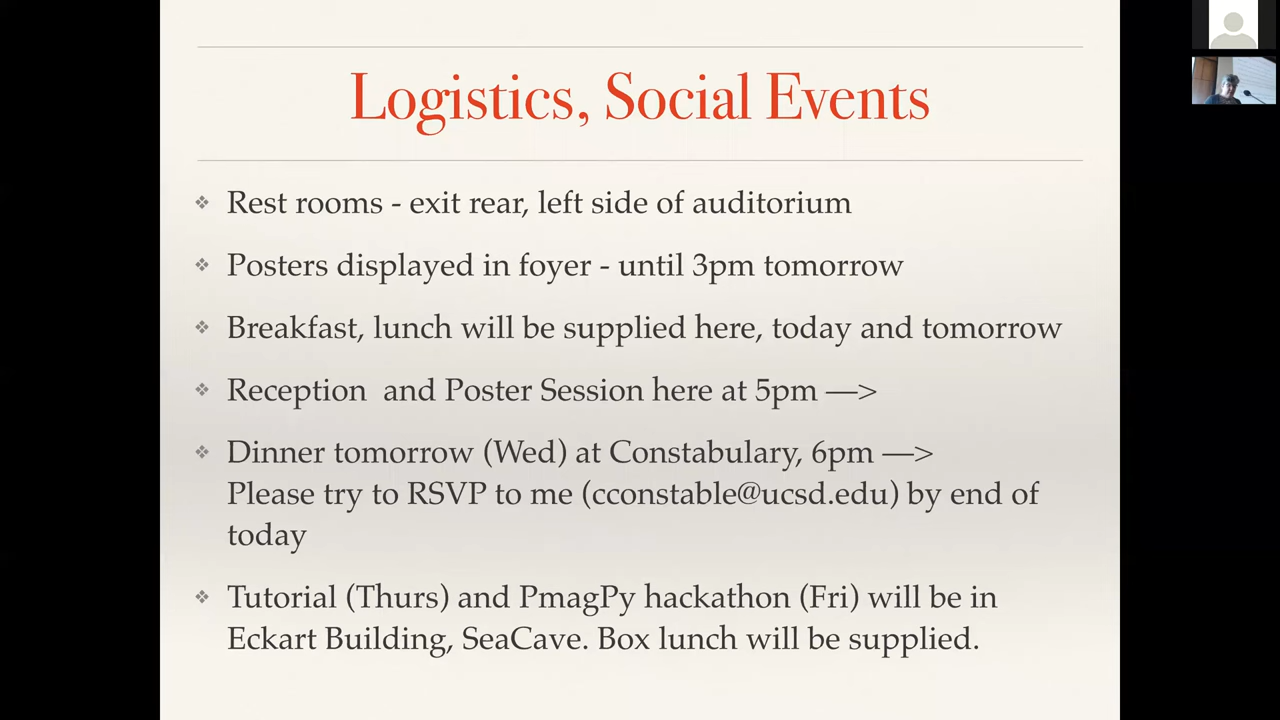 Logistics, Social Events
❖ Rest rooms - exit rear, left side of auditorium
❖ Posters displayed in foyer - until 3pm tomorrow
❖ Breakfast, lunch will be supplied here, today and tomorrow
❖ Reception  and Poster Session here at 5pm —>
❖ Dinner tomorrow (Wed) at Constabulary, 6pm —>
Please try to RSVP to me (cconstable@ucsd.edu) by end of
today
❖ Tutorial (Thurs) and PmagPy hackathon (Fri) will be in
Eckart Building, SeaCave. Box lunch will be supplied.